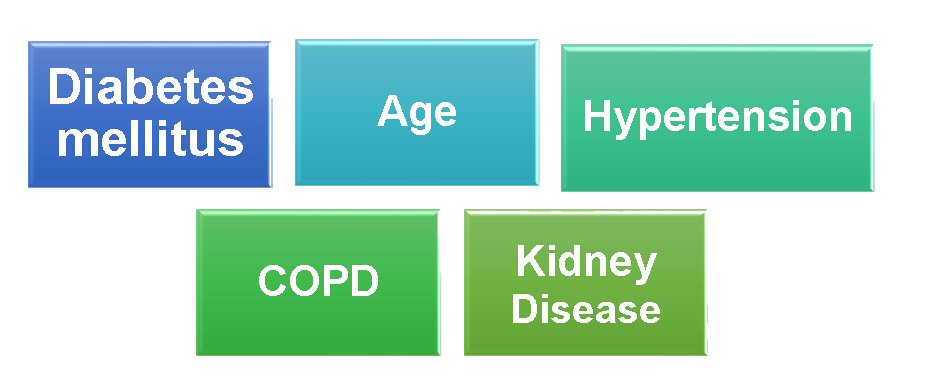 Diabetes
mellitus
Age
Hypertension
COPD
Kidney
Disease